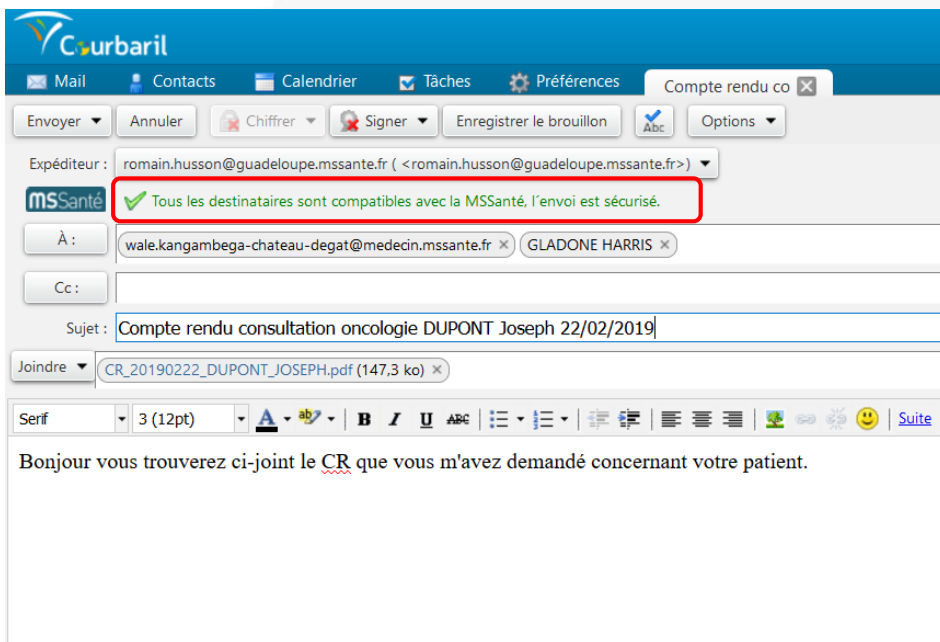 Courbaril
Mail Contacts Calendrier Tâches Préférences Compte rendu co
Envoyer Annuler Chiffrer Signer Enregistrer le brouillon Abc Options
Expéditeur : romain.husson@guadeloupe.mssante.fr ( <romain.husson@guadeloupe.mssante.fr>)
MSSanté Tous les destinataires sont compatibles avec la MSSanté, l´envoi est sécurisé.
À : wale.kangambega-chateau-degat@medecin.mssante.fr × GLADONE HARRIS ×
Cc :
Sujet : Compte rendu consultation oncologie DUPONT Joseph 22/02/2019
Joindre CR_20190222_DUPONT_JOSEPH.pdf (147,3 ko) ×
Serif 3 (12pt) A ab B I U ABC Suite
Bonjour vous trouverez ci-joint le CR que vous m'avez demandé concernant votre patient.